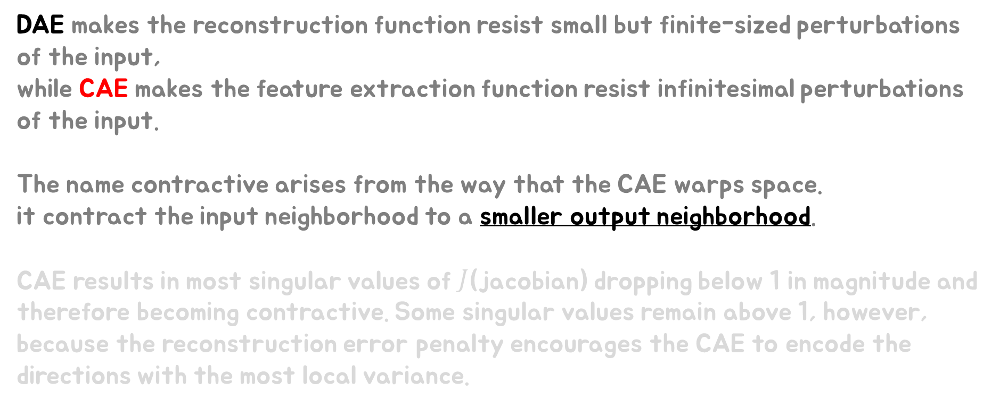 DAE makes the reconstruction function resist small but finite-sized perturbations
of the input,
while CAE makes the feature extraction function resist infinitesimal perturbations
of the input.
The name contractive arises from the way that the CAE warps space.
it contract the input neighborhood to a smaller output neighborhood.
CAE results in most singular values of J(jacobian) dropping below 1 in magnitude and
therefore becoming contractive. Some singular values remain above 1, however,
because the reconstruction error penalty encourages the CAE to encode the
directions with the most local variance.